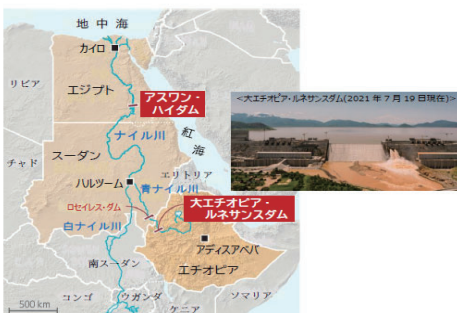 地中海
カイロ
リビア
エジプト
アスワン・
ハイダム
<大エチオピア・ルネサンスダム(2021年7月19日現在)>
ナイル川
紅海
チャド
スーダン
エリトリア
ハルツーム
青ナイル川
大エチオピア・
ルネサンスダム
ロセイレス・ダム
白ナイル川
アディスアベバ
エチオピア
南スーダン
500km
コンゴ
ウガンダ
ケニア
ソマリア